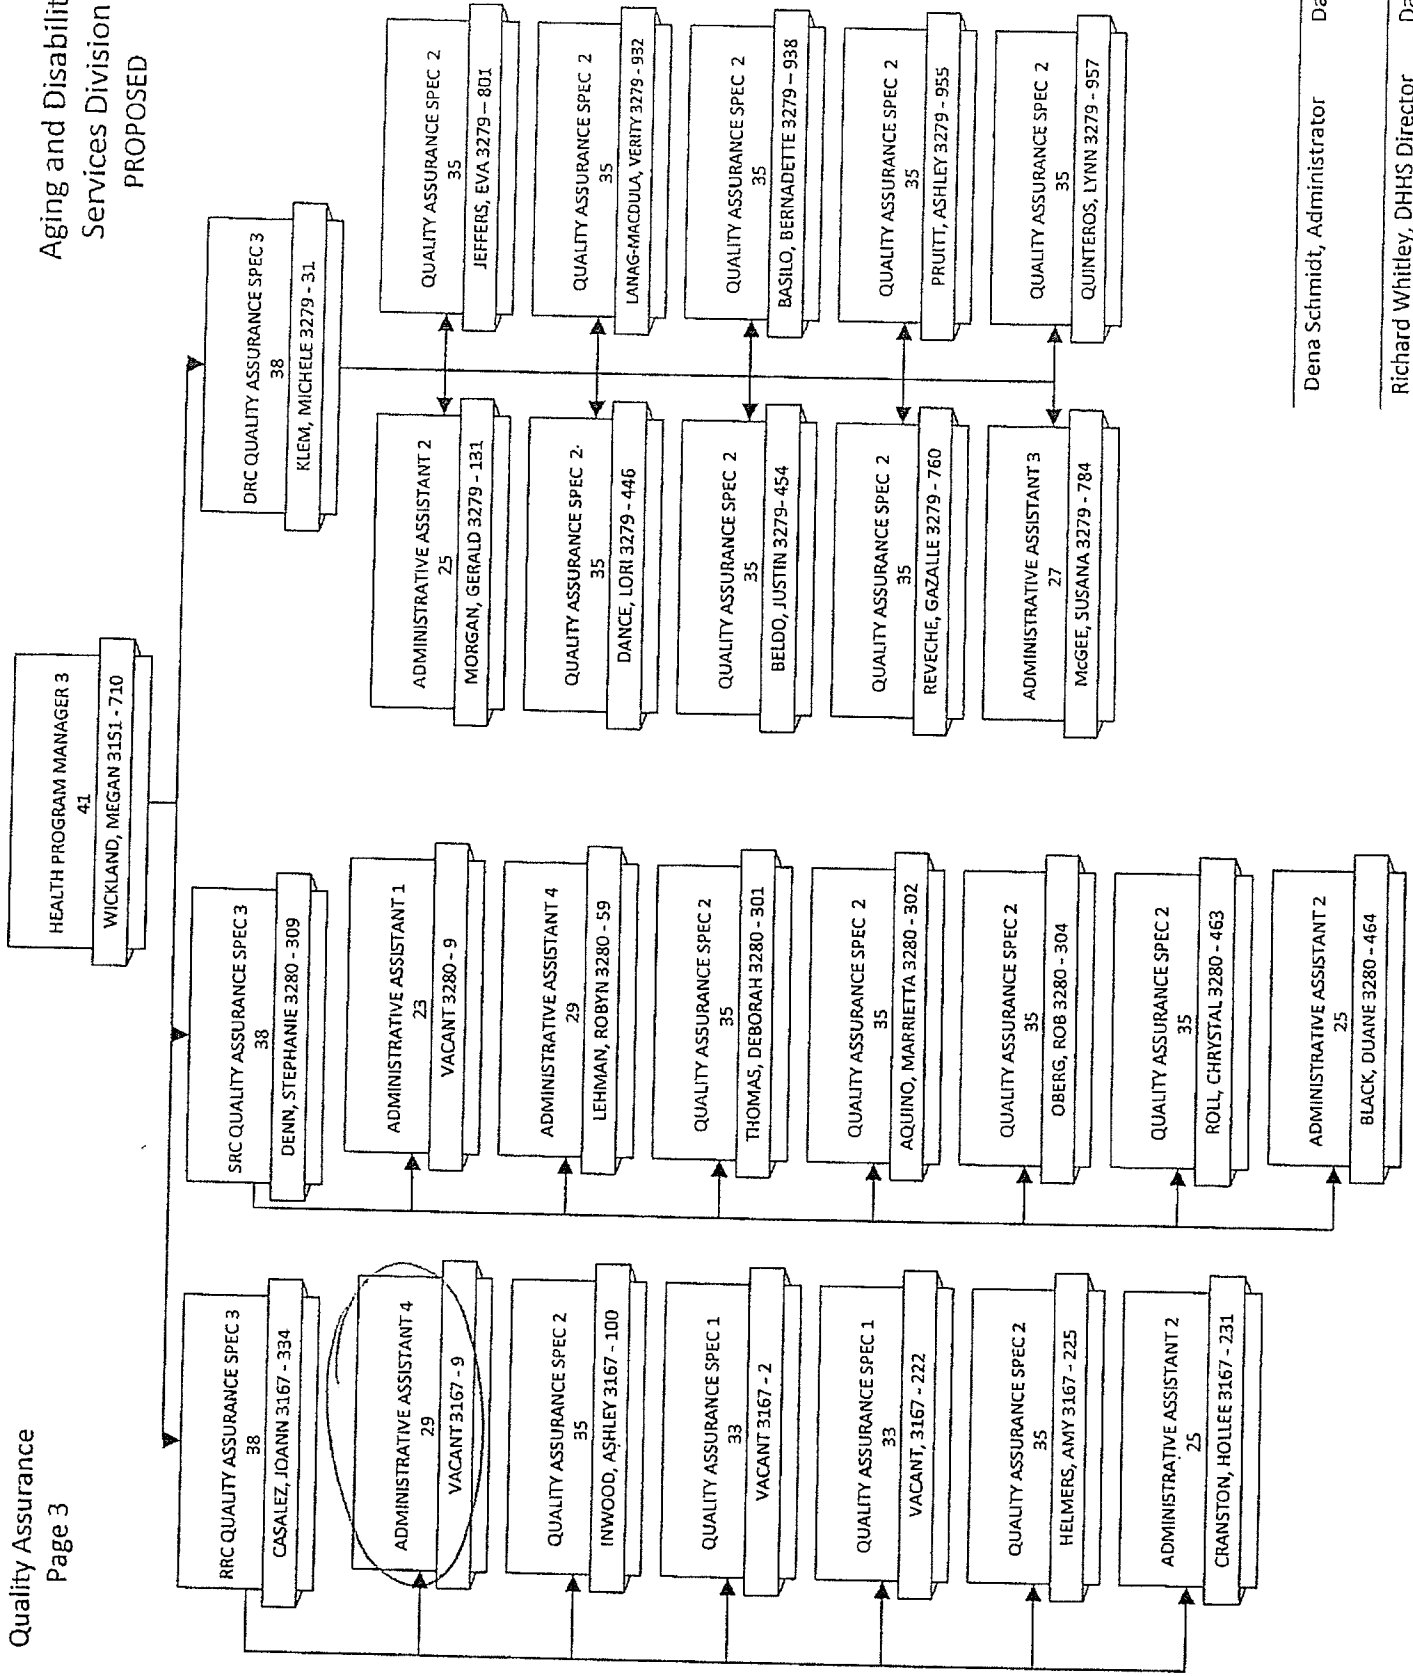 Quality Assurance
Page 3
Aging and Disabilit
Services Division
PROPOSED
HEALTH PROGRAM MANAGER 3
41
WICKLAND, MEGAN 3151 - 710
RRC QUALITY ASSURANCE SPEC 3
38
CASALEZ, JOANN 3167 - 334
ADMINISTRATIVE ASSISTANT 4
29
VACANT 3167 - 9
QUALITY ASSURANCE SPEC 2
35
INWOOD, ASHLEY 3167 - 100
QUALITY ASSURANCE SPEC 1
33
VACANT 3167 - 2
QUALITY ASSURANCE SPEC 1
33
VACANT, 3167 - 222
QUALITY ASSURANCE SPEC 2
35
HELMERS, AMY 3167 - 225
ADMINISTRATIVE ASSISTANT 2
25
CRANSTON, HOLLEE 3167 - 231
SRC QUALITY ASSURANCE SPEC 3
38
DENN, STEPHANIE 3280 - 309
ADMINISTRATIVE ASSISTANT 1
23
VACANT 3280 - 9
ADMINISTRATIVE ASSISTANT 4
29
LEHMAN, ROBYN 3280 - 59
QUALITY ASSURANCE SPEC 2
35
THOMAS, DEBORAH 3280 - 301
QUALITY ASSURANCE SPEC 2
35
AQUINO, MARRIETTA 3280 - 302
QUALITY ASSURANCE SPEC 2
35
OBERG, ROB 3280 - 304
QUALITY ASSURANCE SPEC 2
35
ROLL, CHRYSTAL 3280 - 463
ADMINISTRATIVE ASSISTANT 2
25
BLACK, DUANE 3280 - 464
DRC QUALITY ASSURANCE SPEC 3
38
KLEM, MICHELE 3279 - 31
ADMINISTRATIVE ASSISTANT 2
25
MORGAN, GERALD 3279 - 131
QUALITY ASSURANCE SPEC 2
35
DANCE, LORI 3279 - 446
QUALITY ASSURANCE SPEC 2
35
BELDO, JUSTIN 3279 - 454
QUALITY ASSURANCE SPEC 2
35
REVECHE, GAZALLE 3279 - 760
ADMINISTRATIVE ASSISTANT 3
27
McGEE, SUSANA 3279 - 784
QUALITY ASSURANCE SPEC 2
35
JEFFERS, EVA 3279 – 801
QUALITY ASSURANCE SPEC 2
35
LANAG-MACDULA, VERITY 3279 - 932
QUALITY ASSURANCE SPEC 2
35
BASILO, BERNADETTE 3279 – 938
QUALITY ASSURANCE SPEC 2
35
PRUITT, ASHLEY 3279 - 955
QUALITY ASSURANCE SPEC 2
35
QUINTEROS, LYNN 3279 - 957
Dena Schmidt, Administrator Da
Richard Whitley, DHHS Director Da